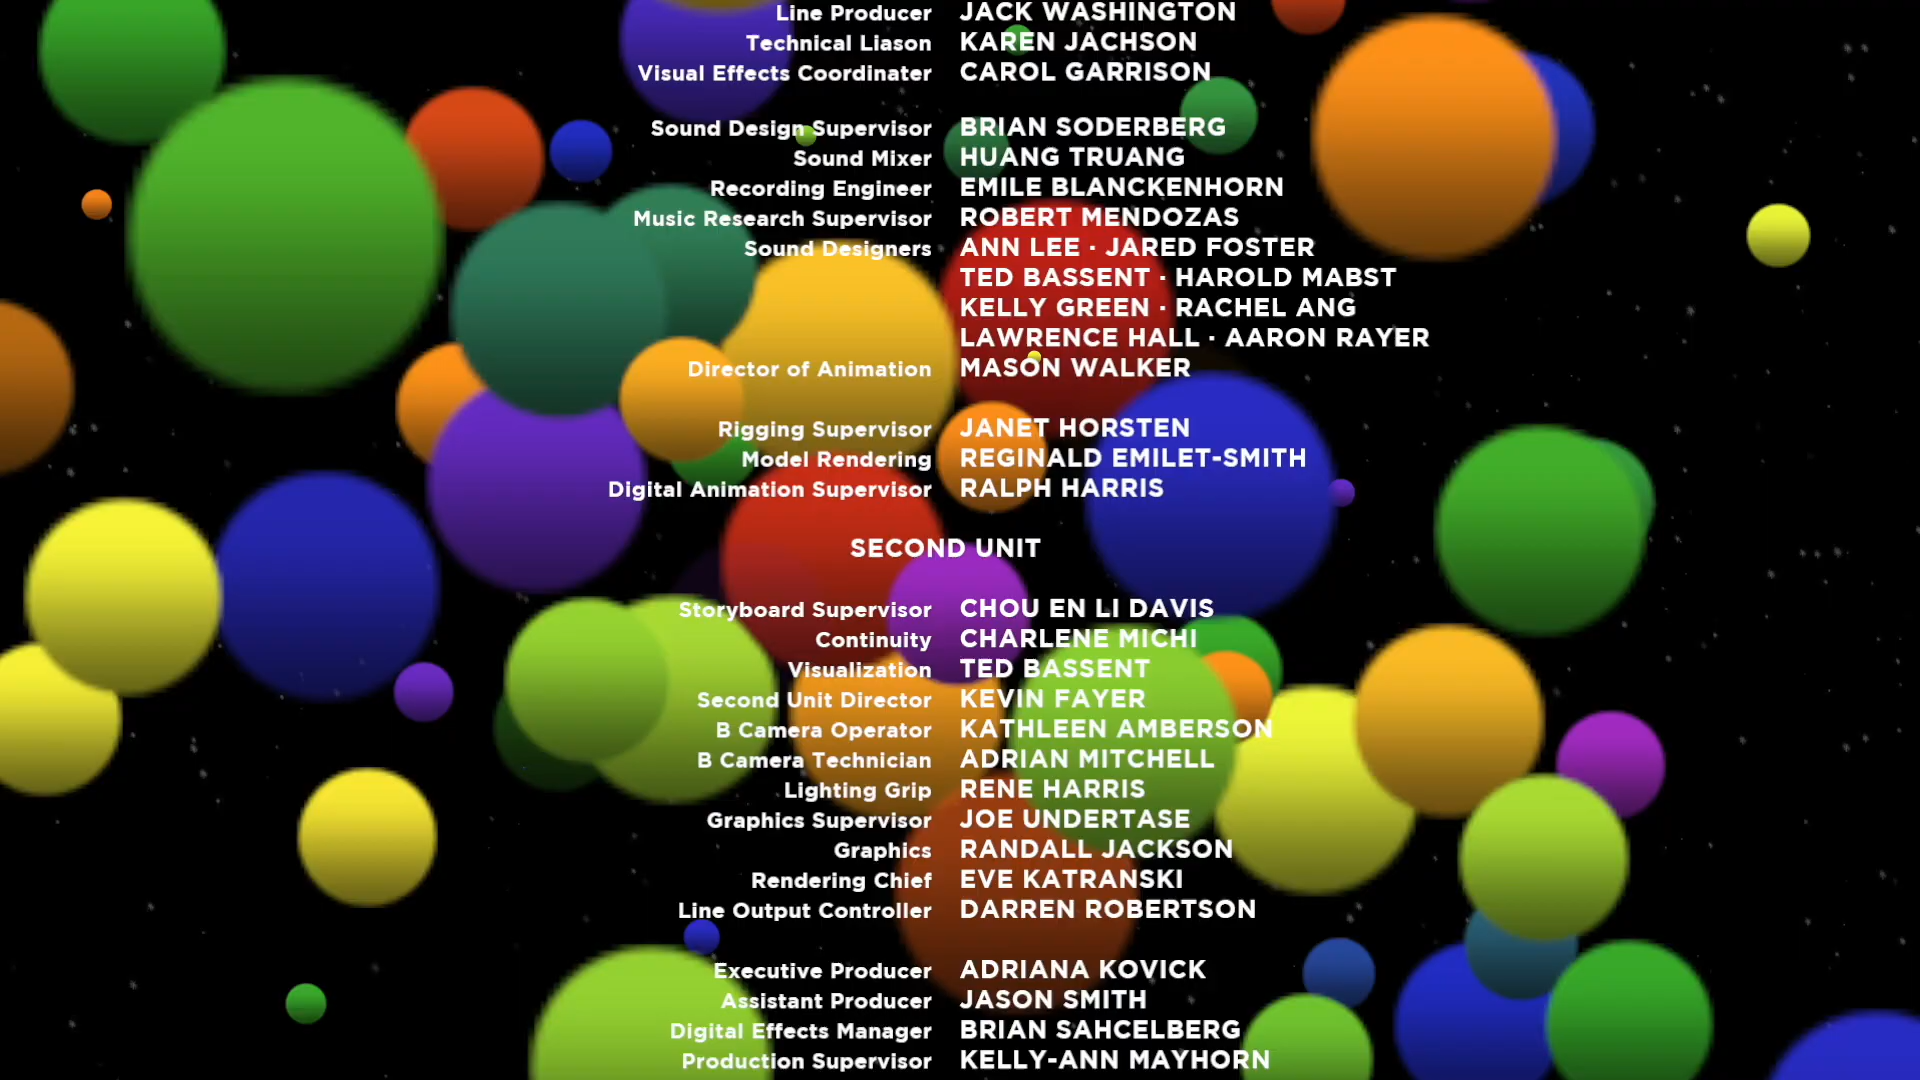 Line Producer JACK WASHINGTON
Technical Liason KAREN JACHSON
Visual Effects Coordinater CAROL GARRISON
Sound Design Supervisor BRIAN SODERBERG
Sound Mixer HUANG TRUANG
Recording Engineer EMILE BLANCKENHORN
Music Research Supervisor ROBERT MENDOZAS
Sound Designers ANN LEE · JARED FOSTER
TED BASSENT · HAROLD MABST
KELLY GREEN · RACHEL ANG
LAWRENCE HALL · AARON RAYER
Director of Animation MASON WALKER
Rigging Supervisor JANET HORSTEN
Model Rendering REGINALD EMILET-SMITH
Digital Animation Supervisor RALPH HARRIS
SECOND UNIT
Storyboard Supervisor CHOU EN LI DAVIS
Continuity CHARLENE MICHI
Visualization TED BASSENT
Second Unit Director KEVIN FAYER
B Camera Operator KATHLEEN AMBERSON
B Camera Technician ADRIAN MITCHELL
Lighting Grip RENE HARRIS
Graphics Supervisor JOE UNDERTASE
Graphics RANDALL JACKSON
Rendering Chief EVE KATRANSKI
Line Output Controller DARREN ROBERTSON
Executive Producer ADRIANA KOVICK
Assistant Producer JASON SMITH
Digital Effects Manager BRIAN SAHCELBERG
Production Supervisor KELLY-ANN MAYHORN